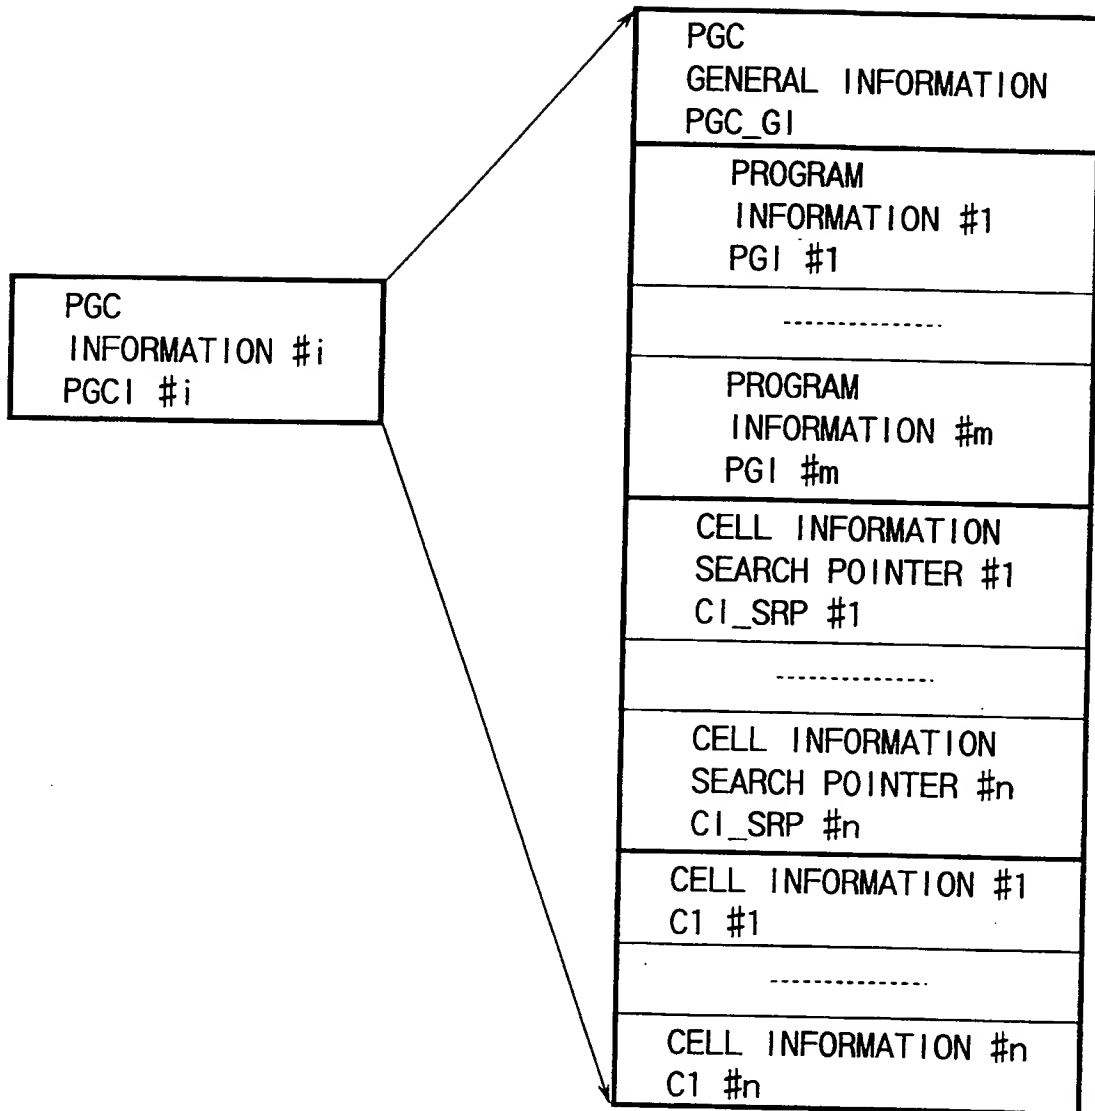 PGC
INFORMATION #i
PGCI #i
PGC
GENERAL INFORMATION
PGC_GI
PROGRAM
INFORMATION #1
PGI #1
PROGRAM
INFORMATION #m
PGI #m
CELL INFORMATION
SEARCH POINTER #1
CI_SRP #1
CELL INFORMATION
SEARCH POINTER #n
CI_SRP #n
CELL INFORMATION #1
C1 #1
CELL INFORMATION #n
C1 #n